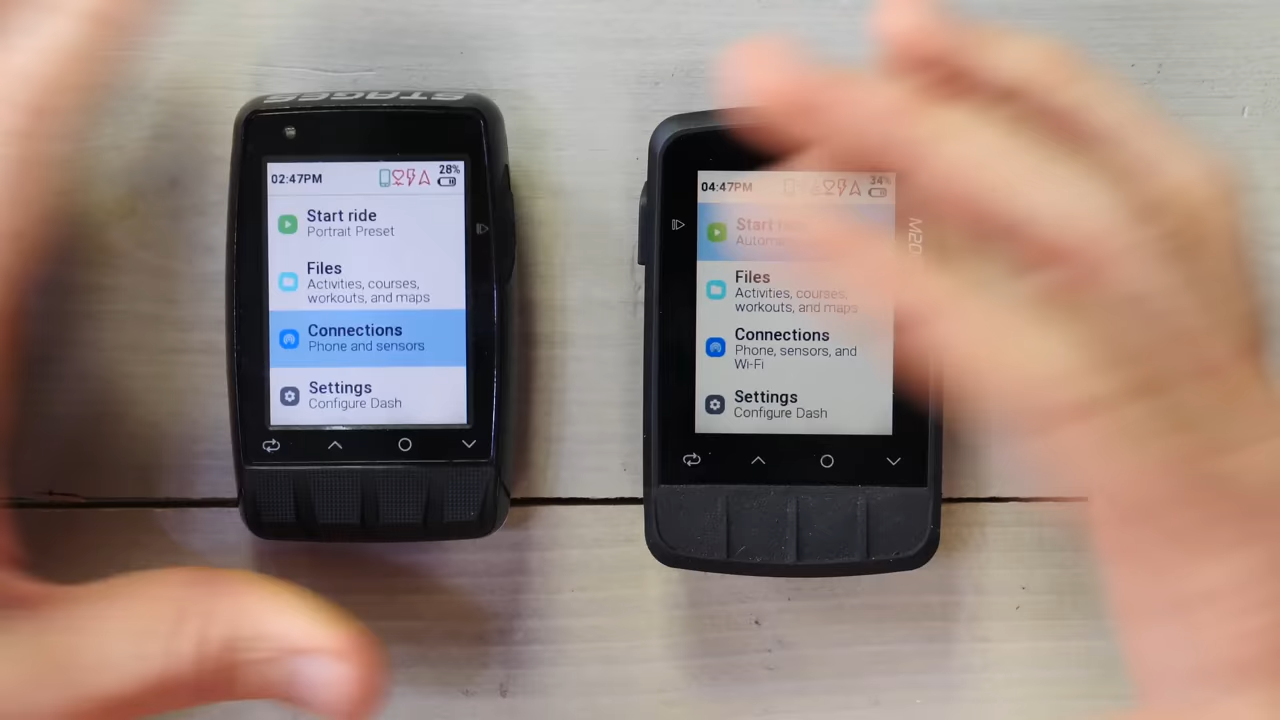 STAGES
02:47PM
28%
Start ride
Portrait Preset
Files
Activities, courses,
workouts, and maps
Connections
Phone and sensors
Settings
Configure Dash
04:47PM
34%
Start
Files
Activities, courses,
workouts, and maps
Connections
Phone, sensors, and
Wi-Fi
Settings
Configure Dash